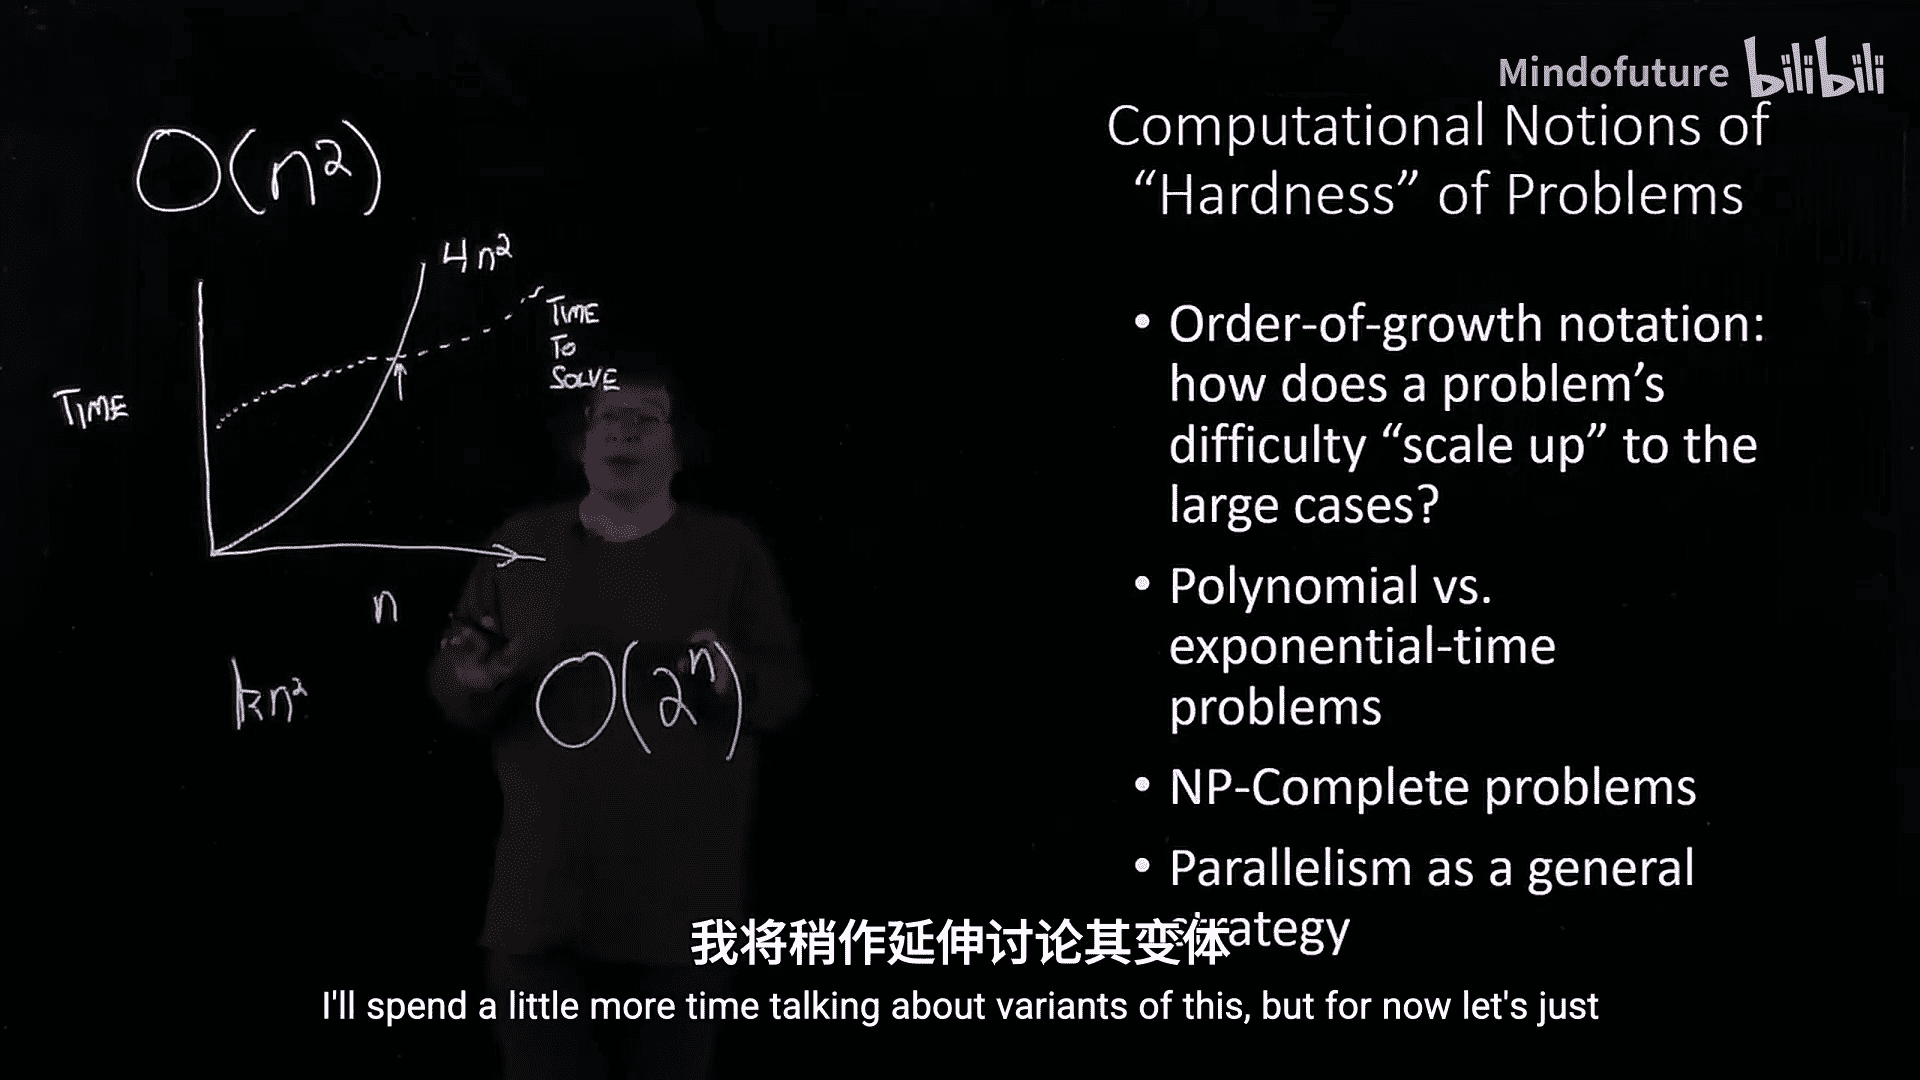 Mindofuture bilibili
O(n²)
4n²
TIME
TO
SOLVE
TIME
n
kn²
O(2ⁿ)
Computational Notions of
“Hardness” of Problems
• Order-of-growth notation:
how does a problem’s
difficulty “scale up” to the
large cases?
• Polynomial vs.
exponential-time
problems
• NP-Complete problems
• Parallelism as a general
strategy
我将稍作延伸讨论其变体
I'll spend a little more time talking about variants of this, but for now let's just